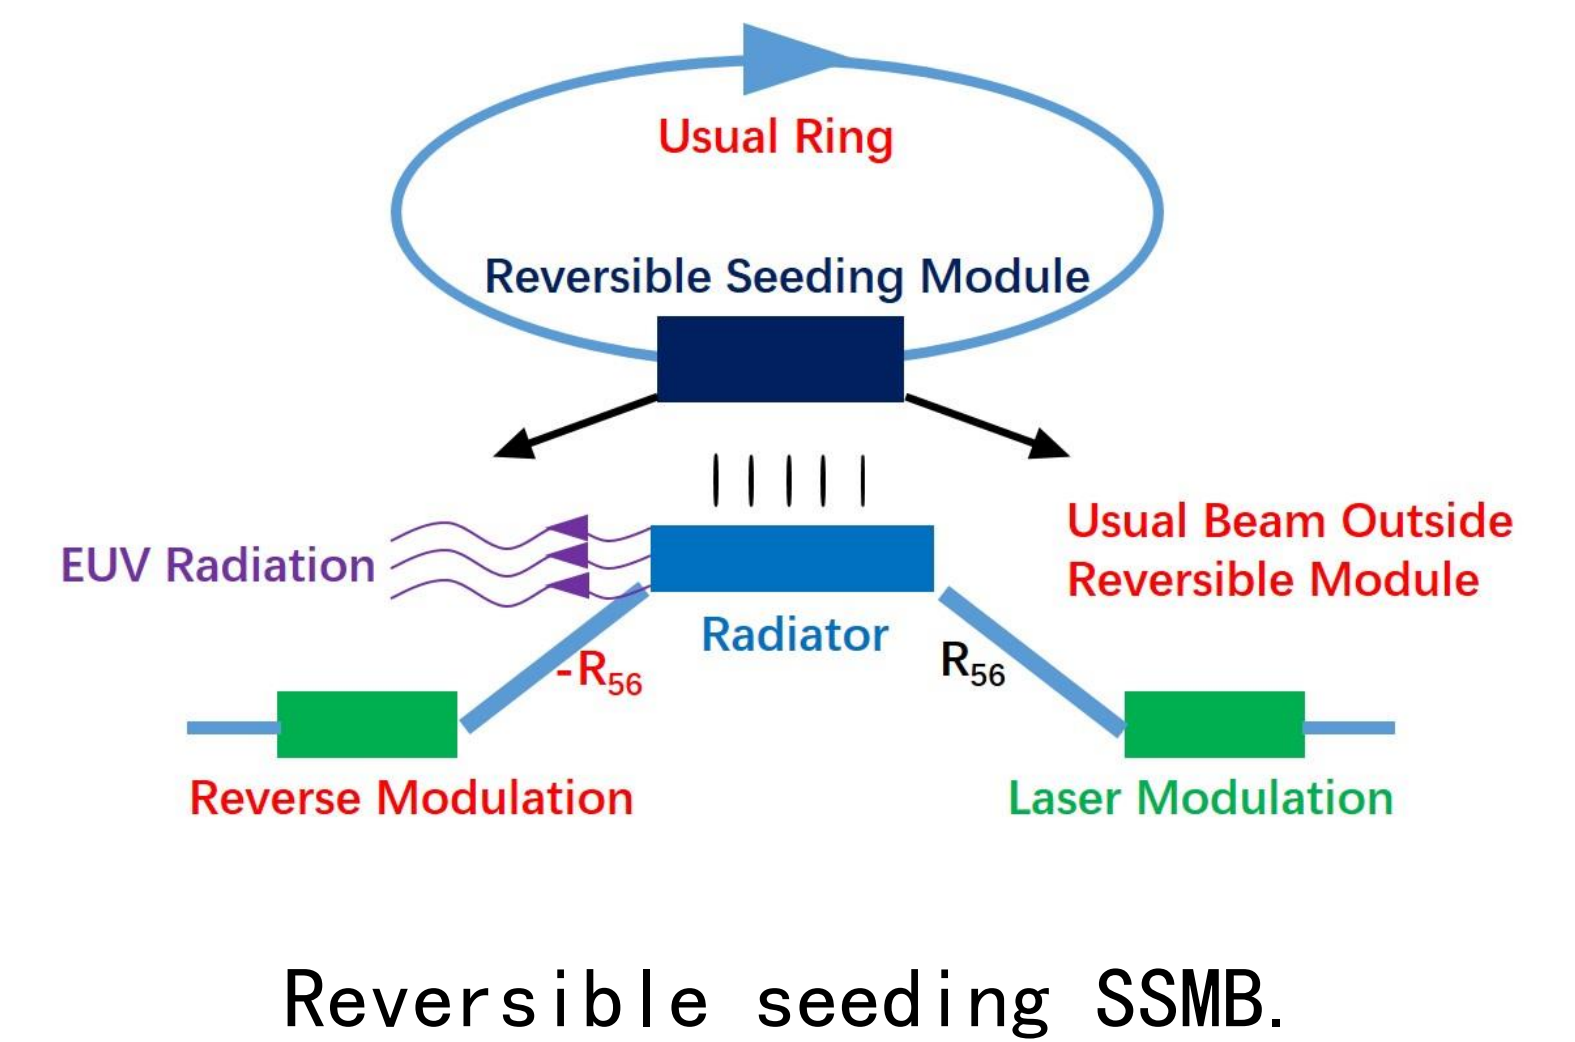 Usual Ring
Reversible Seeding Module
EUV Radiation
Usual Beam Outside
Reversible Module
Radiator
-R56
R56
Reverse Modulation
Laser Modulation
Reversible seeding SSMB.